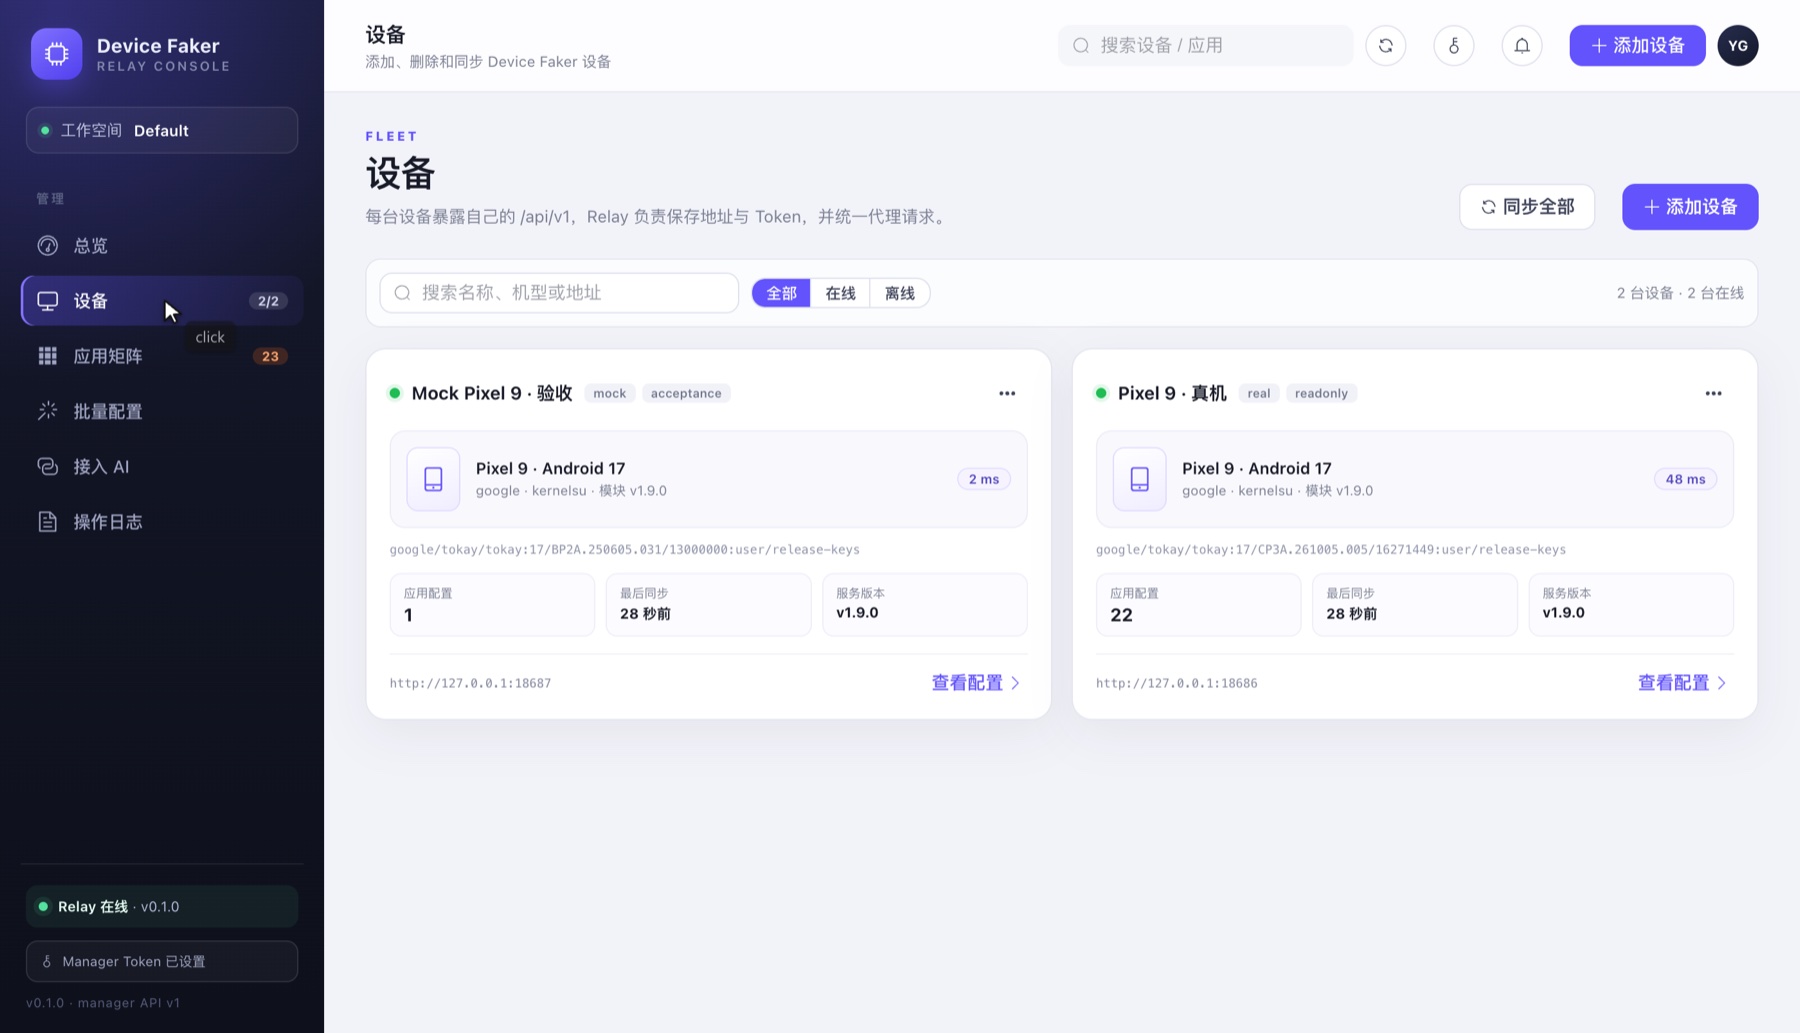 Device Faker
RELAY CONSOLE
工作空间 Default
管理
总览
设备 2/2
click
应用矩阵 23
批量配置
接入 AI
操作日志
Relay 在线 · v0.1.0
Manager Token 已设置
v0.1.0 · manager API v1
设备
添加、删除和同步 Device Faker 设备
搜索设备 / 应用
添加设备
YG
FLEET
设备
每台设备暴露自己的 /api/v1，Relay 负责保存地址与 Token，并统一代理请求。
同步全部
添加设备
搜索名称、机型或地址
全部 在线 离线
2 台设备 · 2 台在线
Mock Pixel 9 · 验收 mock acceptance
Pixel 9 · Android 17
google · kernelsu · 模块 v1.9.0
2 ms
google/tokay/tokay:17/BP2A.250605.031/13000000:user/release-keys
应用配置
1
最后同步
28 秒前
服务版本
v1.9.0
http://127.0.0.1:18687
查看配置
Pixel 9 · 真机 real readonly
Pixel 9 · Android 17
google · kernelsu · 模块 v1.9.0
48 ms
google/tokay/tokay:17/CP3A.261005.005/16271449:user/release-keys
应用配置
22
最后同步
28 秒前
服务版本
v1.9.0
http://127.0.0.1:18686
查看配置